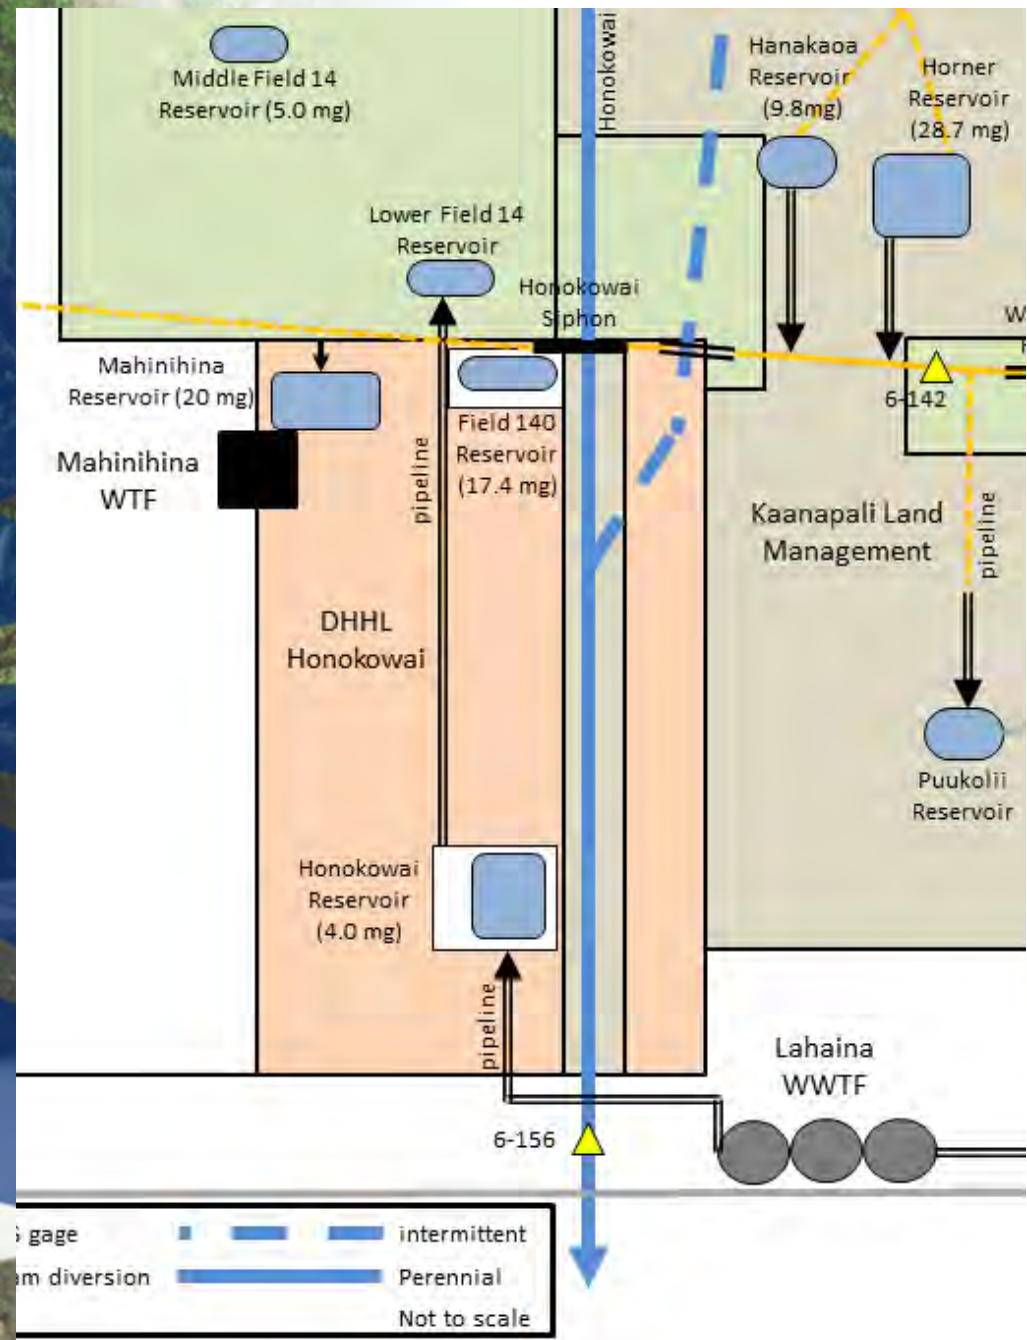 Middle Field 14
Reservoir (5.0 mg)
Honokowai
Hanakaoa
Reservoir
(9.8mg)
Horner
Reservoir
(28.7 mg)
Lower Field 14
Reservoir
Honokowai
Siphon
Mahinihina
Reservoir (20 mg)
Mahinihina
WTF
pipeline
Field 140
Reservoir
(17.4 mg)
6-142
Kaanapali Land
Management
pipeline
DHHL
Honokowai
Puukolii
Reservoir
Honokowai
Reservoir
(4.0 mg)
pipeline
Lahaina
WWTF
6-156
gage
intermittent
am diversion
Perennial
Not to scale